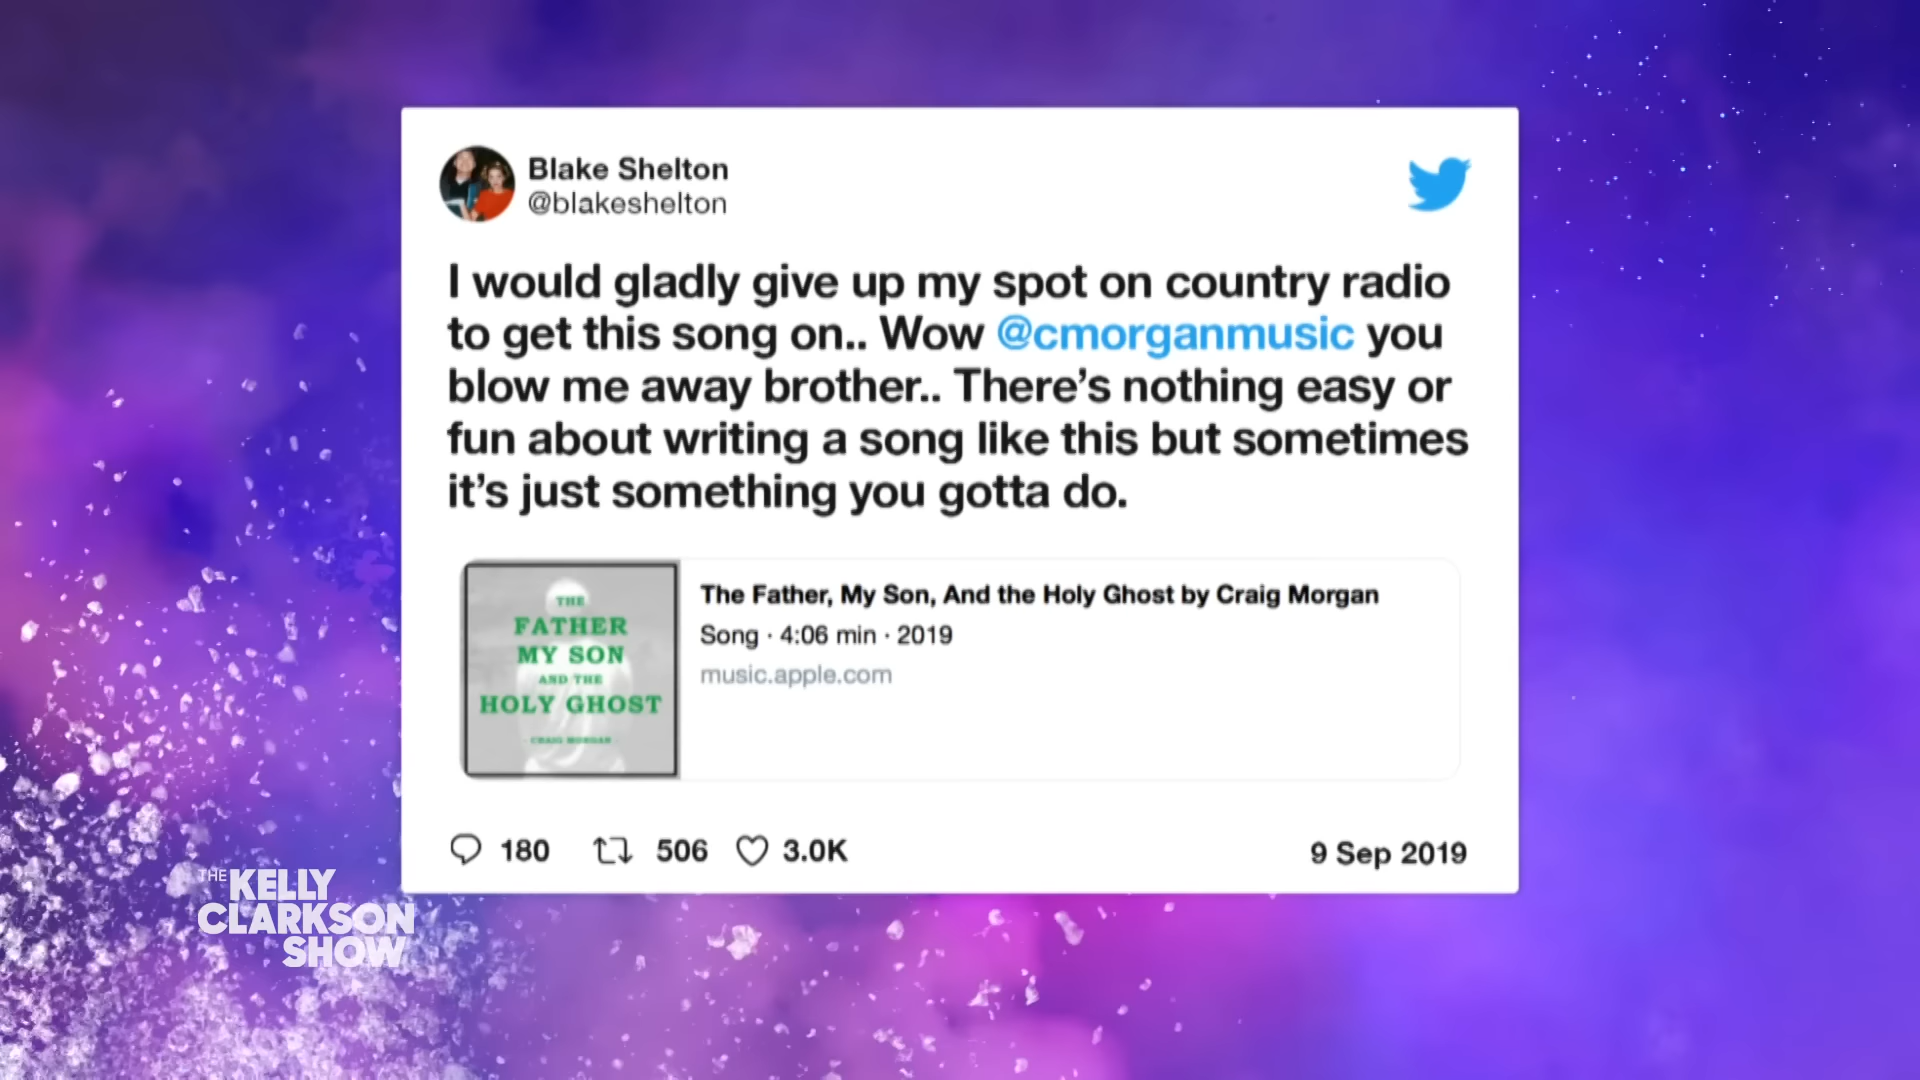 Blake Shelton
@blakeshelton
I would gladly give up my spot on country radio
to get this song on.. Wow @cmorganmusic you
blow me away brother.. There's nothing easy or
fun about writing a song like this but sometimes
it's just something you gotta do.
THE
FATHER
MY SON
AND THE
HOLY GHOST
- CRAIG MORGAN -
The Father, My Son, And the Holy Ghost by Craig Morgan
Song · 4:06 min · 2019
music.apple.com
180 506 3.0K
9 Sep 2019
THE KELLY
CLARKSON
SHOW